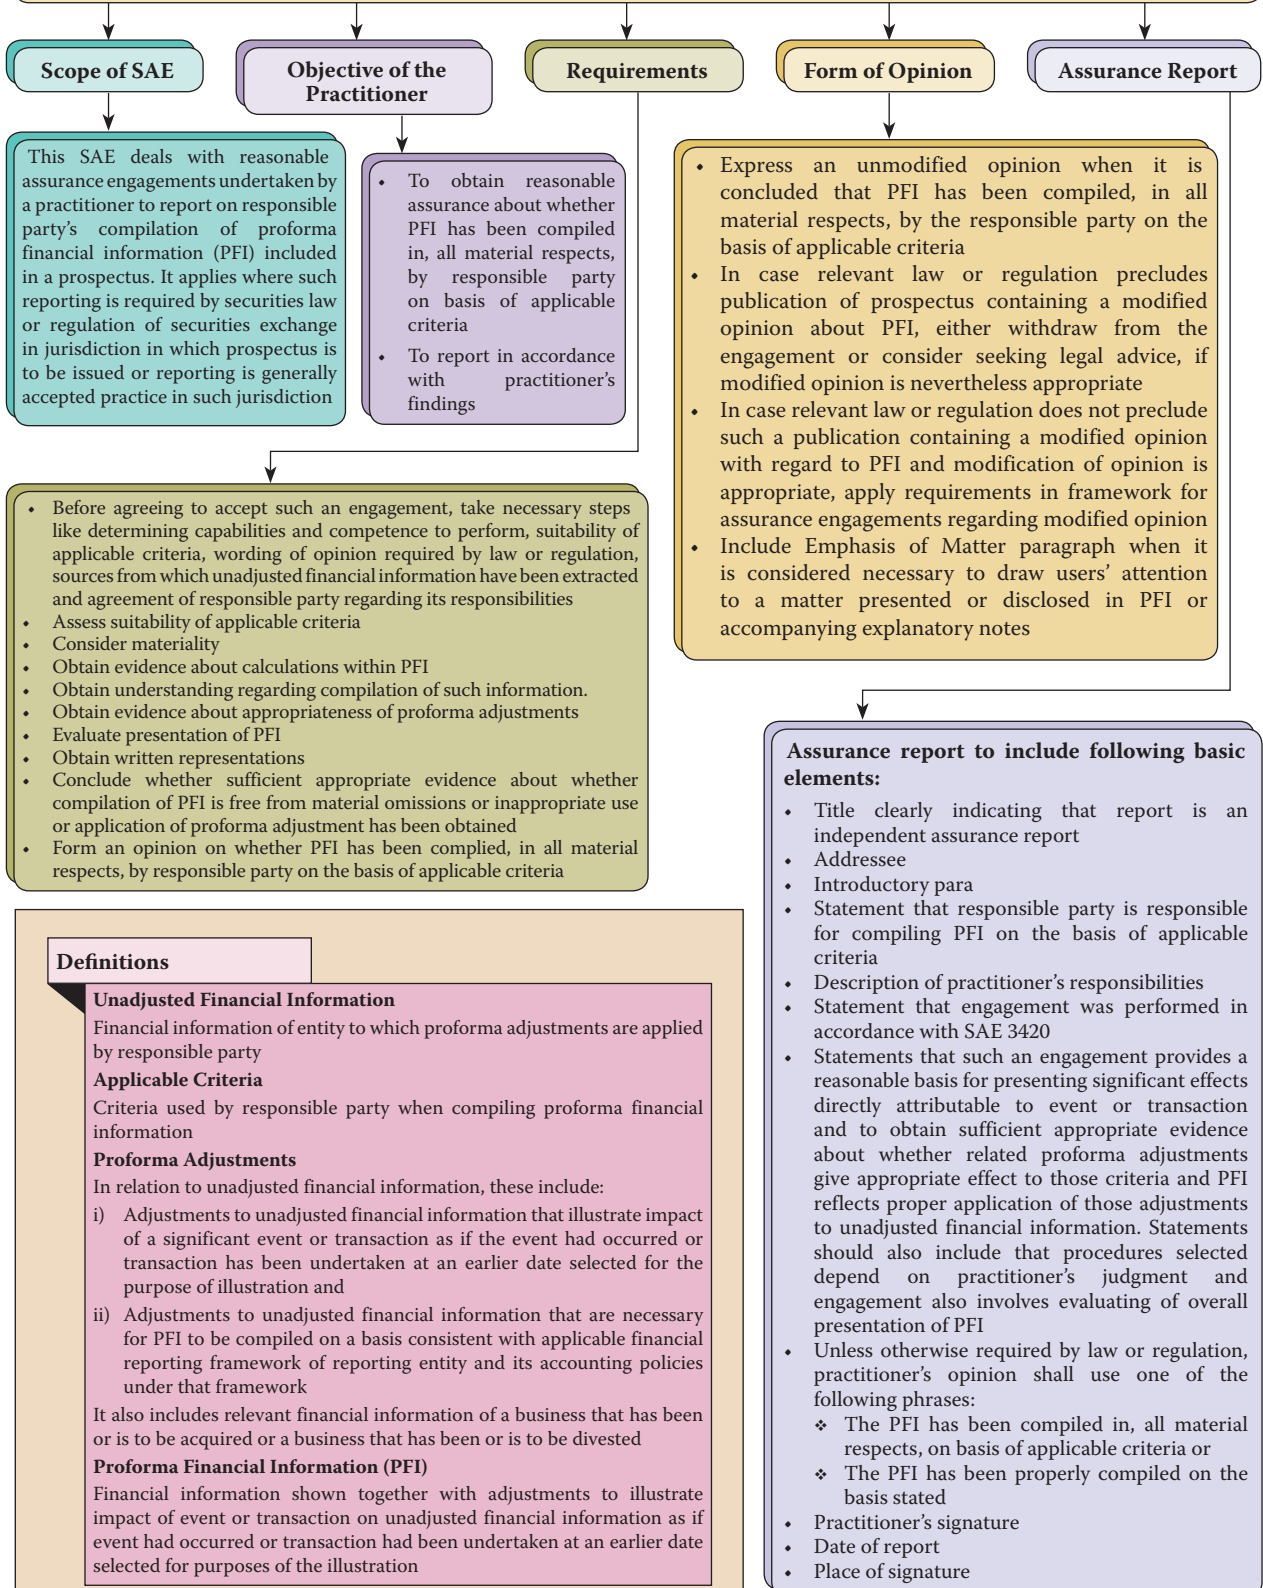 Scope of SAE
Objective of the
Practitioner
Requirements
Form of Opinion
Assurance Report
This SAE deals with reasonable
assurance engagements undertaken by
a practitioner to report on responsible
party's compilation of proforma
financial information (PFI) included
in a prospectus. It applies where such
reporting is required by securities law
or regulation of securities exchange
in jurisdiction in which prospectus is
to be issued or reporting is generally
accepted practice in such jurisdiction
• To obtain reasonable
assurance about whether
PFI has been compiled
in, all material respects,
by responsible party
on basis of applicable
criteria
• To report in accordance
with practitioner's
findings
• Express an unmodified opinion when it is
concluded that PFI has been compiled, in all
material respects, by the responsible party on the
basis of applicable criteria
• In case relevant law or regulation precludes
publication of prospectus containing a modified
opinion about PFI, either withdraw from the
engagement or consider seeking legal advice, if
modified opinion is nevertheless appropriate
• In case relevant law or regulation does not preclude
such a publication containing a modified opinion
with regard to PFI and modification of opinion is
appropriate, apply requirements in framework for
assurance engagements regarding modified opinion
• Include Emphasis of Matter paragraph when it
is considered necessary to draw users' attention
to a matter presented or disclosed in PFI or
accompanying explanatory notes
• Before agreeing to accept such an engagement, take necessary steps
like determining capabilities and competence to perform, suitability of
applicable criteria, wording of opinion required by law or regulation,
sources from which unadjusted financial information have been extracted
and agreement of responsible party regarding its responsibilities
• Assess suitability of applicable criteria
• Consider materiality
• Obtain evidence about calculations within PFI
• Obtain understanding regarding compilation of such information.
• Obtain evidence about appropriateness of proforma adjustments
• Evaluate presentation of PFI
• Obtain written representations
• Conclude whether sufficient appropriate evidence about whether
compilation of PFI is free from material omissions or inappropriate use
or application of proforma adjustment has been obtained
• Form an opinion on whether PFI has been complied, in all material
respects, by responsible party on the basis of applicable criteria
Assurance report to include following basic
elements:
• Title clearly indicating that report is an
independent assurance report
• Addressee
• Introductory para
• Statement that responsible party is responsible
for compiling PFI on the basis of applicable
criteria
• Description of practitioner's responsibilities
• Statement that engagement was performed in
accordance with SAE 3420
• Statements that such an engagement provides a
reasonable basis for presenting significant effects
directly attributable to event or transaction
and to obtain sufficient appropriate evidence
about whether related proforma adjustments
give appropriate effect to those criteria and PFI
reflects proper application of those adjustments
to unadjusted financial information. Statements
should also include that procedures selected
depend on practitioner's judgment and
engagement also involves evaluating of overall
presentation of PFI
• Unless otherwise required by law or regulation,
practitioner's opinion shall use one of the
following phrases:
❖ The PFI has been compiled in, all material
respects, on basis of applicable criteria or
❖ The PFI has been properly compiled on the
basis stated
• Practitioner's signature
• Date of report
• Place of signature
Definitions
Unadjusted Financial Information
Financial information of entity to which proforma adjustments are applied
by responsible party
Applicable Criteria
Criteria used by responsible party when compiling proforma financial
information
Proforma Adjustments
In relation to unadjusted financial information, these include:
i) Adjustments to unadjusted financial information that illustrate impact
of a significant event or transaction as if the event had occurred or
transaction has been undertaken at an earlier date selected for the
purpose of illustration and
ii) Adjustments to unadjusted financial information that are necessary
for PFI to be compiled on a basis consistent with applicable financial
reporting framework of reporting entity and its accounting policies
under that framework
It also includes relevant financial information of a business that has been
or is to be acquired or a business that has been or is to be divested
Proforma Financial Information (PFI)
Financial information shown together with adjustments to illustrate
impact of event or transaction on unadjusted financial information as if
event had occurred or transaction had been undertaken at an earlier date
selected for purposes of the illustration